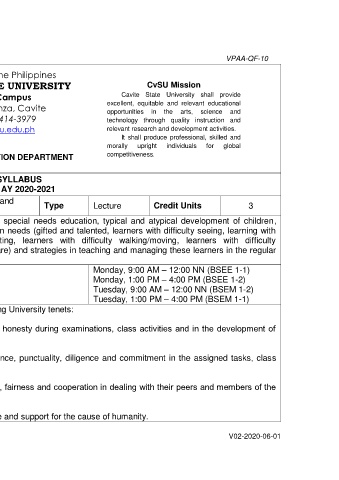 VPAA-QF-10
he Philippines
E UNIVERSITY
Campus
nza, Cavite
414-3979
u.edu.ph
ION DEPARTMENT
CvSU Mission
Cavite State University shall provide
excellent, equitable and relevant educational
opportunities in the arts, science and
technology through quality instruction and
relevant research and development activities.
It shall produce professional, skilled and
morally upright individuals for global
competitiveness.
SYLLABUS
AY 2020-2021
and
Type Lecture Credit Units 3
special needs education, typical and atypical development of children,
n needs (gifted and talented, learners with difficulty seeing, learning with
ting, learners with difficulty walking/moving, learners with difficulty
re) and strategies in teaching and managing these learners in the regular
Monday, 9:00 AM – 12:00 NN (BSEE 1-1)
Monday, 1:00 PM – 4:00 PM (BSEE 1-2)
Tuesday, 9:00 AM – 12:00 NN (BSEM 1-2)
Tuesday, 1:00 PM – 4:00 PM (BSEM 1-1)
ng University tenets:
honesty during examinations, class activities and in the development of
nce, punctuality, diligence and commitment in the assigned tasks, class
, fairness and cooperation in dealing with their peers and members of the
e and support for the cause of humanity.
V02-2020-06-01